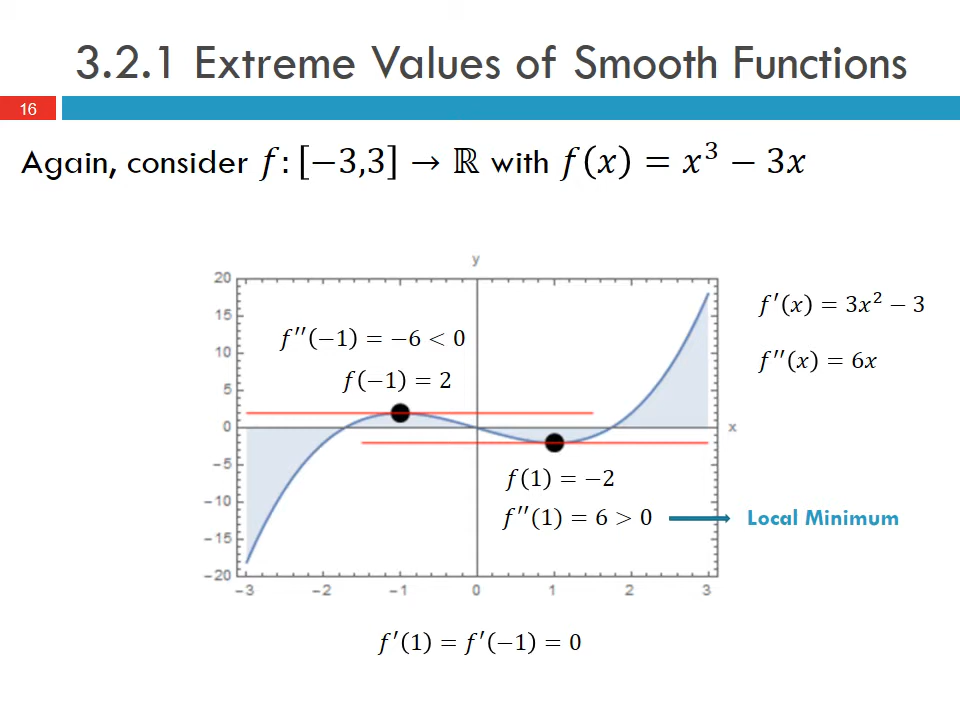 3.2.1 Extreme Values of Smooth Functions
16
Again, consider f: [−3,3] → ℝ with f(x) = x³ − 3x
y
20
15
10
5
0
−5
−10
−15
−20
f′′(−1) = −6 < 0
f(−1) = 2
x
f(1) = −2
f′′(1) = 6 > 0
Local Minimum
−3 −2 −1 0 1 2 3
f′(x) = 3x² − 3
f′′(x) = 6x
f′(1) = f′(−1) = 0